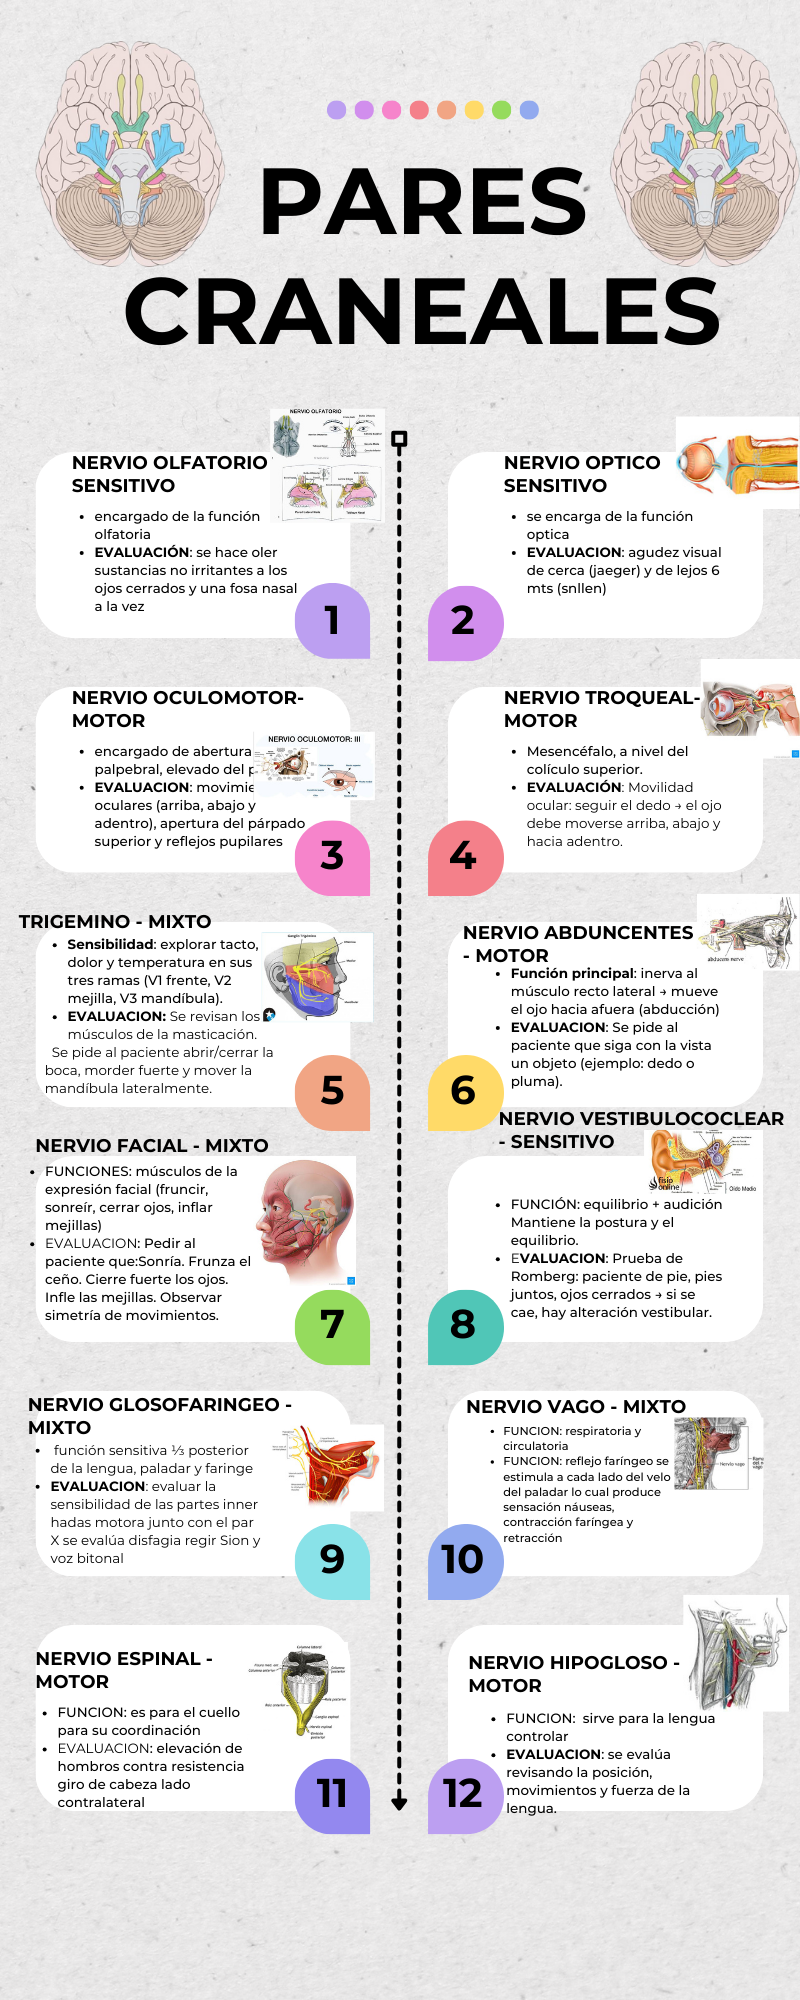 PARES
CRANEALES
NERVIO OLFATORIO
NERVIO OLFATORIO
SENSITIVO
encargado de la función
olfatoria
EVALUACIÓN: se hace oler
sustancias no irritantes a los
ojos cerrados y una fosa nasal
a la vez
1
NERVIO OPTICO
SENSITIVO
se encarga de la función
optica
EVALUACION: agudez visual
de cerca (jaeger) y de lejos 6
mts (snllen)
2
NERVIO OCULOMOTOR-
MOTOR
NERVIO OCULOMOTOR: III
encargado de abertura
palpebral, elevado del p
EVALUACION: movimie
oculares (arriba, abajo y
adentro), apertura del párpado
superior y reflejos pupilares
3
NERVIO TROQUEAL-
MOTOR
Mesencéfalo, a nivel del
colículo superior.
EVALUACIÓN: Movilidad
ocular: seguir el dedo → el ojo
debe moverse arriba, abajo y
hacia adentro.
4
TRIGEMINO - MIXTO
Sensibilidad: explorar tacto,
dolor y temperatura en sus
tres ramas (V1 frente, V2
mejilla, V3 mandíbula).
EVALUACION: Se revisan los
músculos de la masticación.
Se pide al paciente abrir/cerrar la
boca, morder fuerte y mover la
mandíbula lateralmente.
5
NERVIO ABDUNCENTES
- MOTOR
abducens nerve
Función principal: inerva al
músculo recto lateral → mueve
el ojo hacia afuera (abducción)
EVALUACION: Se pide al
paciente que siga con la vista
un objeto (ejemplo: dedo o
pluma).
6
NERVIO FACIAL - MIXTO
FUNCIONES: músculos de la
expresión facial (fruncir,
sonreír, cerrar ojos, inflar
mejillas)
EVALUACION: Pedir al
paciente que:Sonría. Frunza el
ceño. Cierre fuerte los ojos.
Infle las mejillas. Observar
simetría de movimientos.
7
NERVIO VESTIBULOCOCLEAR
- SENSITIVO
fisio
online
Oído Medio
FUNCIÓN: equilibrio + audición
Mantiene la postura y el
equilibrio.
EVALUACION: Prueba de
Romberg: paciente de pie, pies
juntos, ojos cerrados → si se
cae, hay alteración vestibular.
8
NERVIO GLOSOFARINGEO -
MIXTO
función sensitiva ⅓ posterior
de la lengua, paladar y faringe
EVALUACION: evaluar la
sensibilidad de las partes inner
hadas motora junto con el par
X se evalúa disfagia regir Sion y
voz bitonal
9
NERVIO VAGO - MIXTO
Nervio vago
FUNCION: respiratoria y
circulatoria
FUNCION: reflejo faríngeo se
estimula a cada lado del velo
del paladar lo cual produce
sensación náuseas,
contracción faríngea y
retracción
10
NERVIO ESPINAL -
MOTOR
FUNCION: es para el cuello
para su coordinación
EVALUACION: elevación de
hombros contra resistencia
giro de cabeza lado
contralateral
11
NERVIO HIPOGLOSO -
MOTOR
FUNCION: sirve para la lengua
controlar
EVALUACION: se evalúa
revisando la posición,
movimientos y fuerza de la
lengua.
12